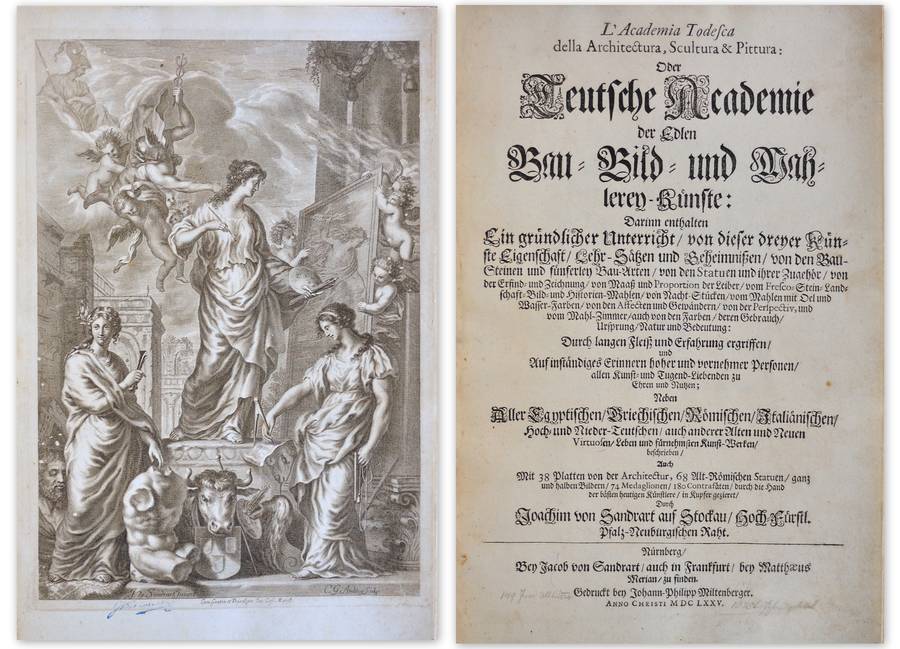 J. de Sandrart invent.
L'Academia Todesca
della Architectura, Scultura & Pittura:
Oder
Teutsche Academie
der Edlen
Bau- Bild- und Mah-
lerey-Künste:
Darinn enthalten
Ein gründlicher Unterricht/ von dieser dreyer Kün-
ste Eigenschafft/ Lehr-Sätzen und Geheimnißen/ von den Bau-
Steinen und fünferley Bau-Arten/ von den Statuen und ihrer Zugehör/ von
der Erfind- und Zeichnung/ von Maaß und Proportion der Leiber/ vom Fresco- Stein/ Land-
schaft- Bild- und Historien-Mahlen/ von Nacht-Stücken/ vom Mahlen mit Oel und
Wasser-Farben/ von den Affecten und Gewändern/ von der Perspectiv, und
vom Mahl-Zimmer/ auch von den Farben/ deren Gebrauch/
Ursprung/ Natur und Bedeutung:
Durch langen Fleiß und Erfahrung ergriffen/
und
Auf inständiges Erinnern hoher und vornehmer Personen/
allen Kunst- und Tugend-Liebenden zu
Ehren und Nutzen;
Neben
Aller Egyptischen/ Griechischen/ Römischen/ Italiänischen/
Hoch- und Nieder-Teutschen/ auch anderer Alten und Neuen
Virtuosen/ Leben und fürnehmsten Kunst-Werken/
beschrieben/
Auch
Mit 38 Platten von der Architectur, 68 Alt-Römischen Statuen/ ganz
und halben Bildern/ 74 Medaglionen/ 180 Contrafäten/ durch die Hand
der bästen heutigen Künstlere/ in Kupfer gezieret/
Durch
Joachim von Sandrart auf Stockau/ Hoch-Fürstl.
Pfalz-Neuburgischen Raht.
Nürnberg/
Bey Jacob von Sandrart/ auch in Frankfurt/ bey Matthæus
Merian/ zu finden.
Gedruckt bey Johann-Philipp Miltenberger.
ANNO CHRISTI M DC LXXV.